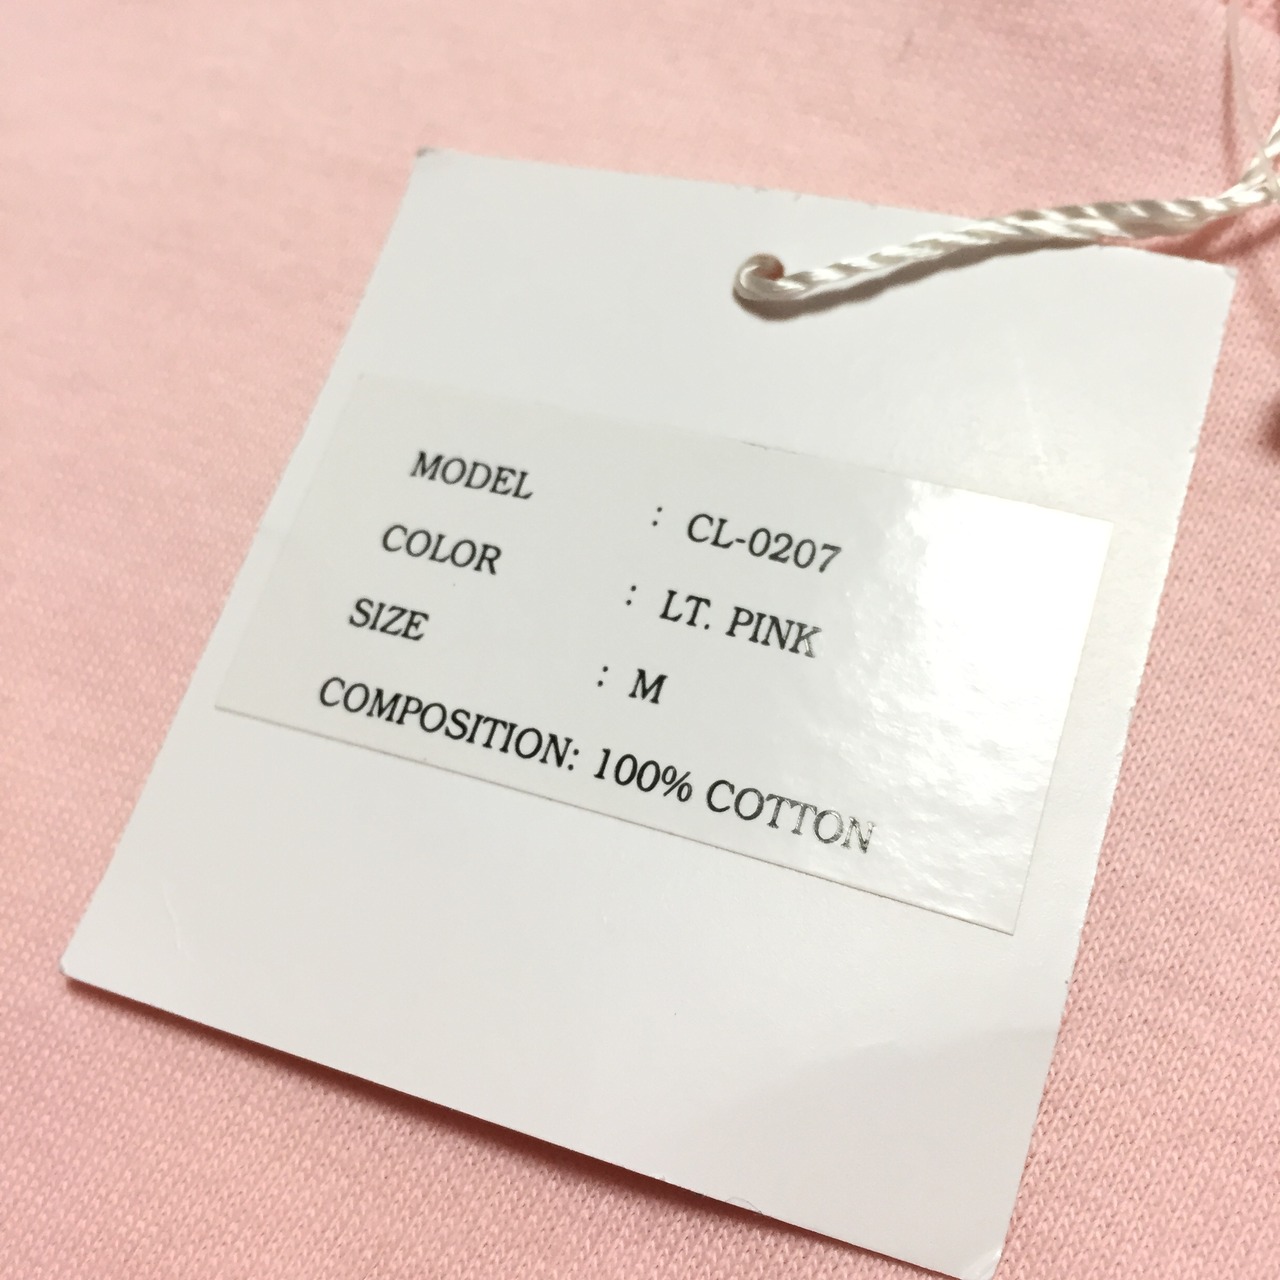 MODEL : CL-0207
COLOR : LT. PINK
SIZE : M
COMPOSITION: 100% COTTON